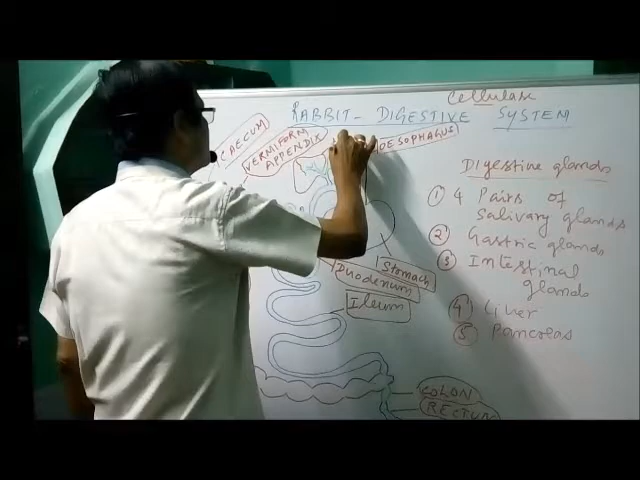 Cellulase
RABBIT - DIGESTIVE SYSTEM
CAECUM
VERMIFORM
APPENDIX
OESOPHAGUS
Digestive glands
1 4 Pairs of
Salivary glands
2 Gastric glands
3 Intestinal
glands
4 Liver
5 Pancreas
Stomach
Duodenum
Ileum
COLON
RECTUM